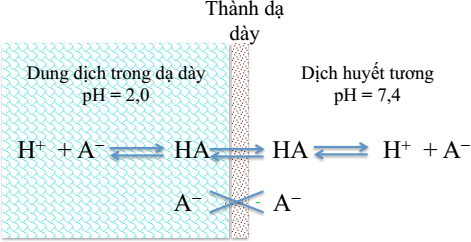 Thành dạ
dày
Dung dịch trong dạ dày
pH = 2,0
Dịch huyết tương
pH = 7,4
H⁺ + A⁻ HA HA H⁺ + A⁻
A⁻ - A⁻